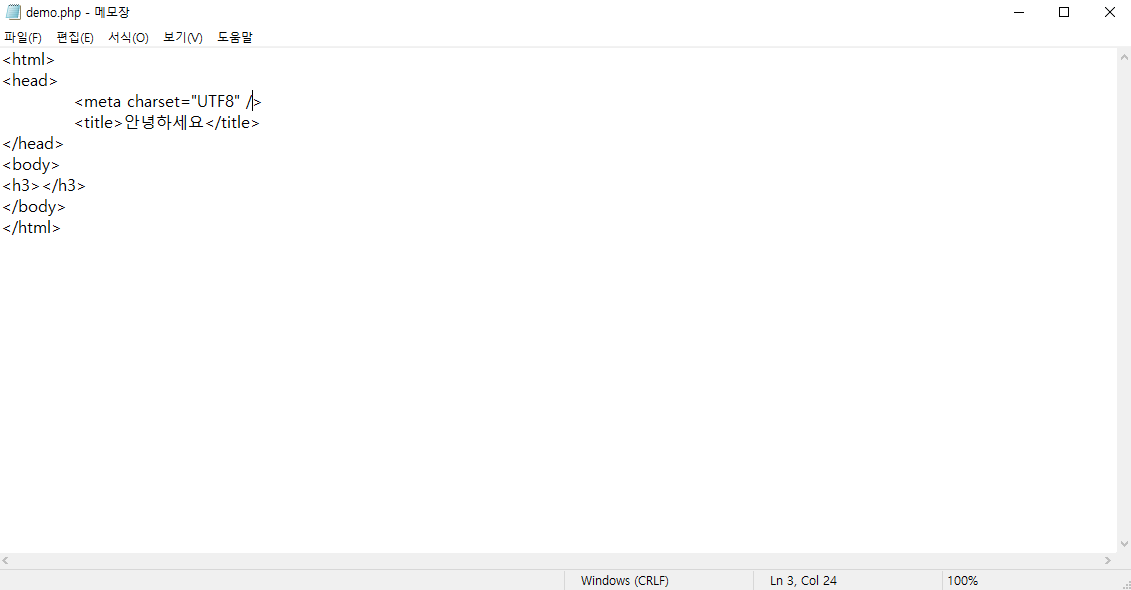 demo.php - 메모장
파일(F) 편집(E) 서식(O) 보기(V) 도움말
<html>
<head>
<meta charset="UTF8" />
<title>안녕하세요</title>
</head>
<body>
<h3></h3>
</body>
</html>
Windows (CRLF) Ln 3, Col 24 100%